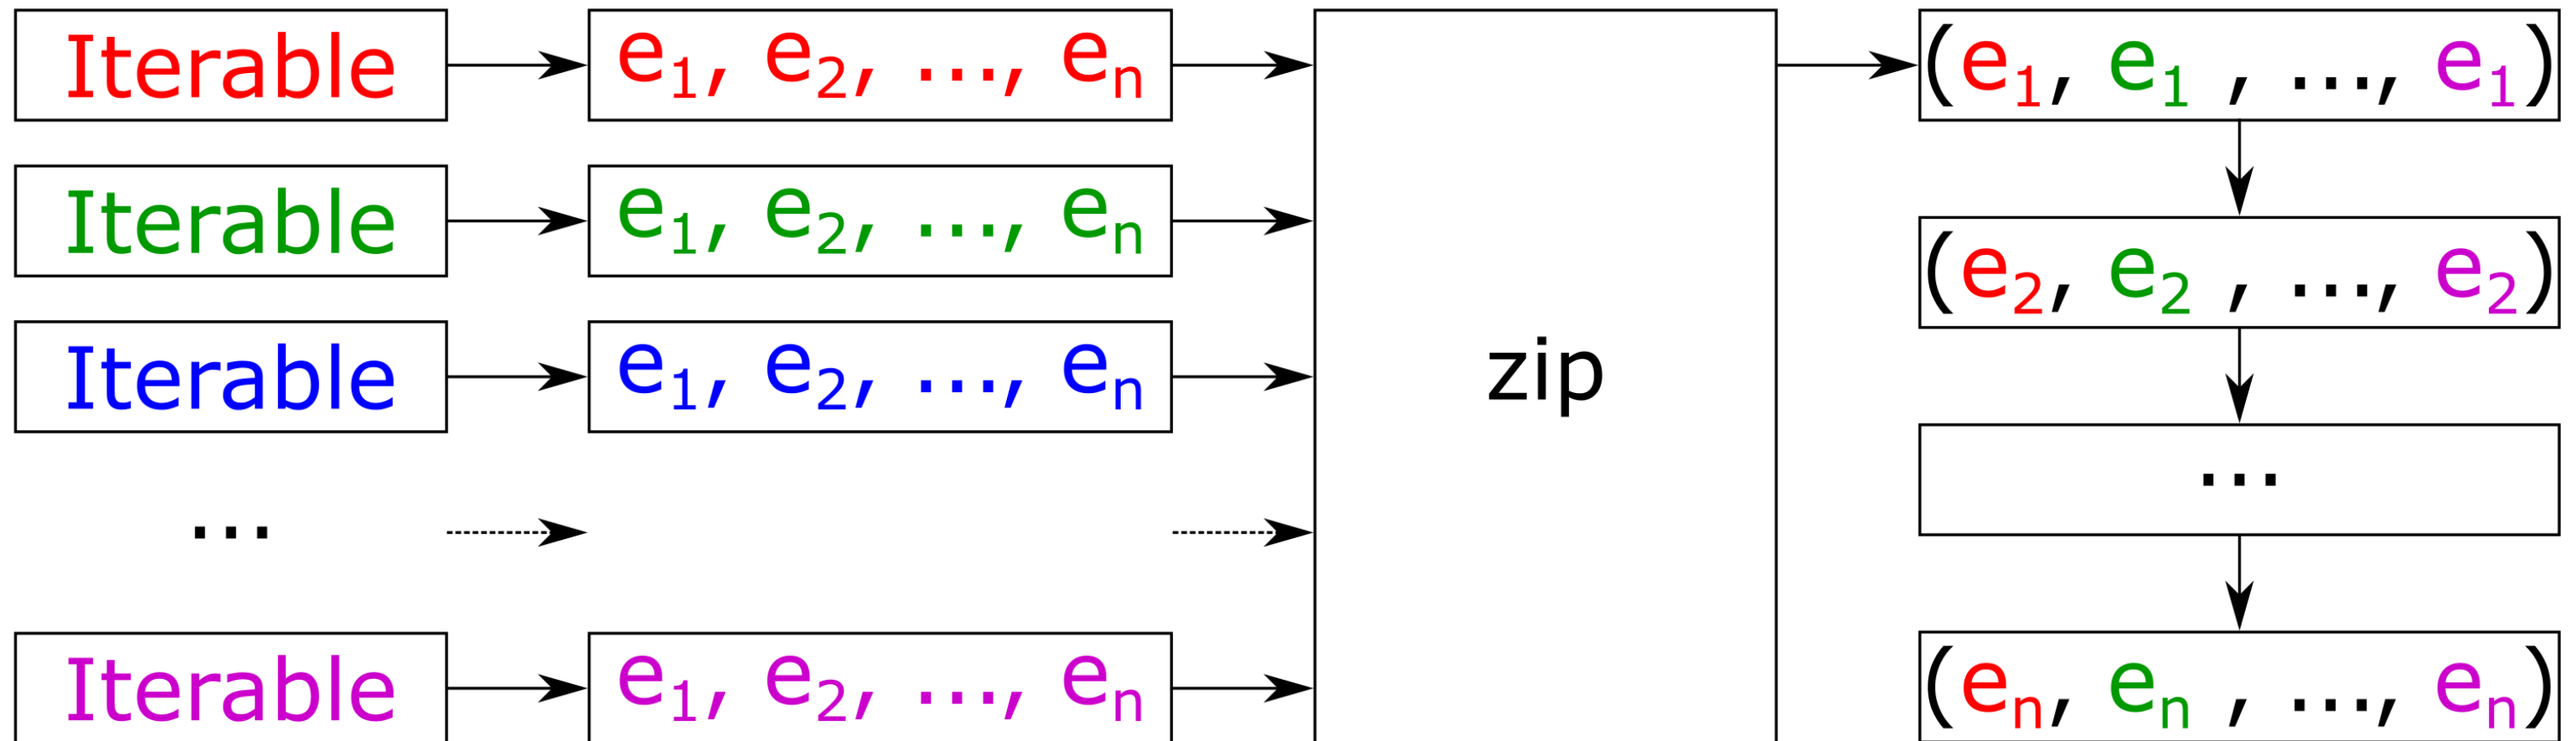 Iterable
e1, e2, ..., en
(e1, e1 , ..., e1)
Iterable
e1, e2, ..., en
(e2, e2 , ..., e2)
Iterable
e1, e2, ..., en
zip
...
...
Iterable
e1, e2, ..., en
(en, en , ..., en)